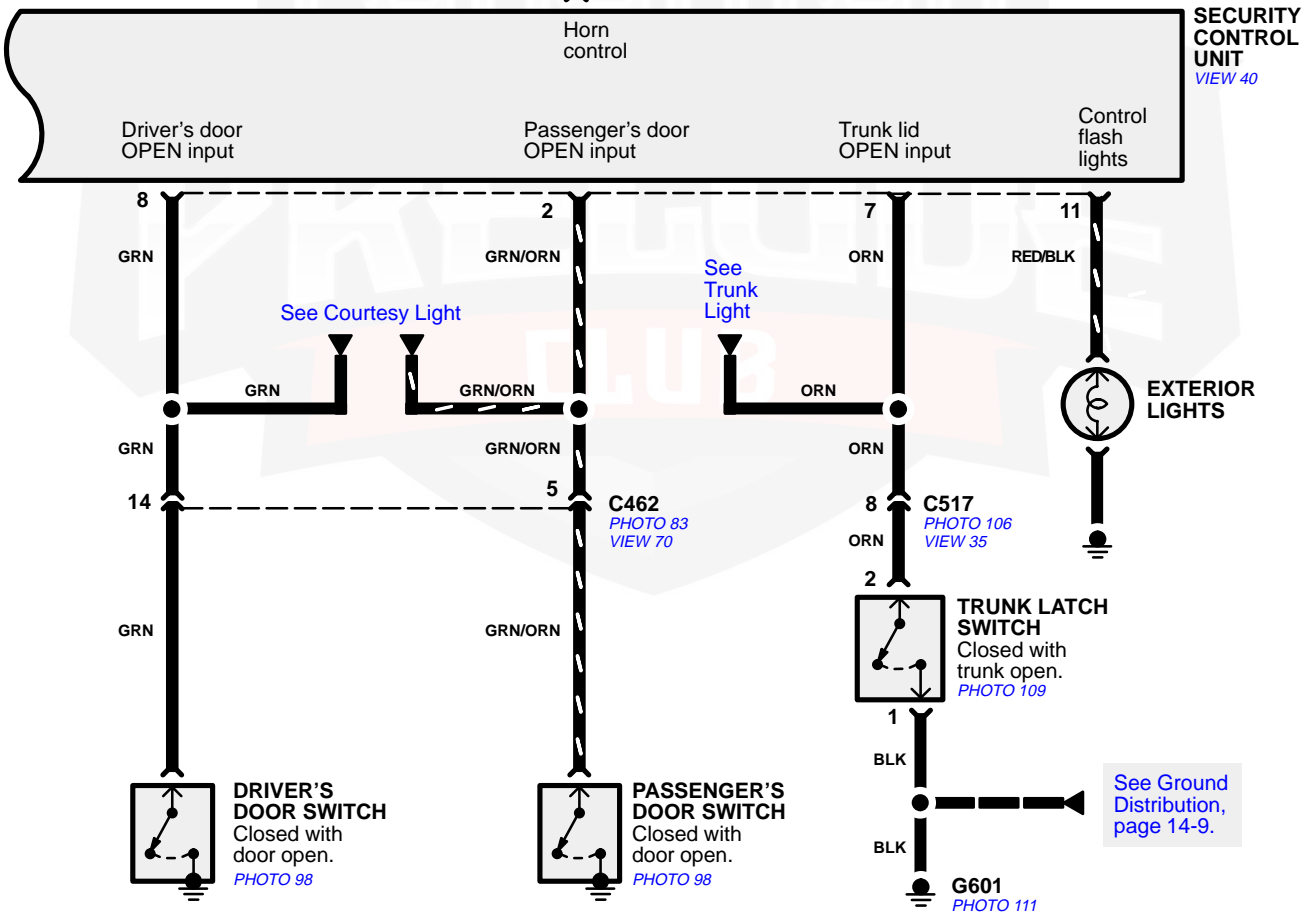 Horn
control
SECURITY
CONTROL
UNIT
VIEW 40
Driver's door
OPEN input
Passenger's door
OPEN input
Trunk lid
OPEN input
Control
flash
lights
8
2
7
11
GRN
GRN/ORN
ORN
RED/BLK
See Courtesy Light
See
Trunk
Light
GRN
GRN/ORN
ORN
EXTERIOR
LIGHTS
GRN
GRN/ORN
ORN
14
5
C462
PHOTO 83
VIEW 70
8
C517
PHOTO 106
VIEW 35
ORN
2
GRN
GRN/ORN
TRUNK LATCH
SWITCH
Closed with
trunk open.
PHOTO 109
1
BLK
DRIVER'S
DOOR SWITCH
Closed with
door open.
PHOTO 98
PASSENGER'S
DOOR SWITCH
Closed with
door open.
PHOTO 98
See Ground
Distribution,
page 14-9.
BLK
G601
PHOTO 111
PRELUDE
CLUB